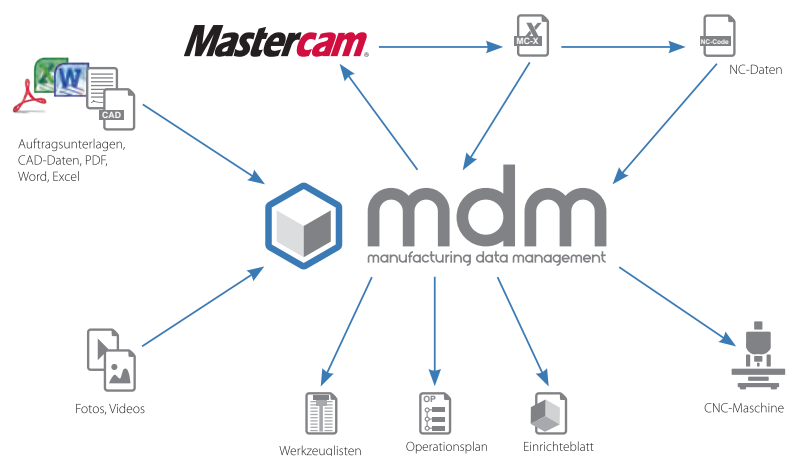 Mastercam®
X
MC-X
NC-Code
NC-Daten
X
W
CAD
Auftragsunterlagen,
CAD-Daten, PDF,
Word, Excel
mdm
manufacturing data management
Fotos, Videos
OP
CNC-Maschine
Werkzeuglisten
Operationsplan
Einrichteblatt